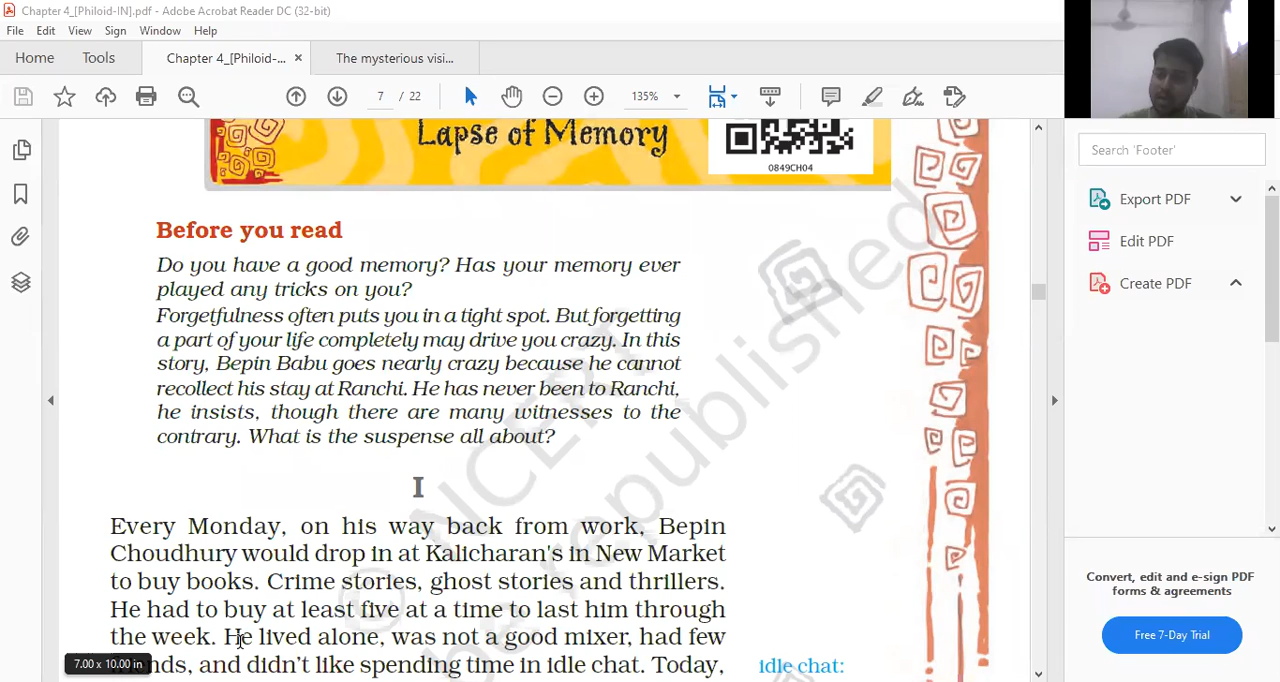 Chapter 4_[Philoid-IN].pdf - Adobe Acrobat Reader DC (32-bit)
File Edit View Sign Window Help
Home Tools Chapter 4_[Philoid-... × The mysterious visi...
7 / 22 135%
Lapse of Memory
0849CH04
Before you read
Do you have a good memory? Has your memory ever
played any tricks on you?
Forgetfulness often puts you in a tight spot. But forgetting
a part of your life completely may drive you crazy. In this
story, Bepin Babu goes nearly crazy because he cannot
recollect his stay at Ranchi. He has never been to Ranchi,
he insists, though there are many witnesses to the
contrary. What is the suspense all about?
I
Every Monday, on his way back from work, Bepin
Choudhury would drop in at Kalicharan's in New Market
to buy books. Crime stories, ghost stories and thrillers.
He had to buy at least five at a time to last him through
the week. He lived alone, was not a good mixer, had few
friends, and didn't like spending time in idle chat. Today,
idle chat:
7.00 x 10.00 in
© NCERT
be republished
Search 'Footer'
Export PDF
Edit PDF
Create PDF
Convert, edit and e-sign PDF
forms & agreements
Free 7-Day Trial